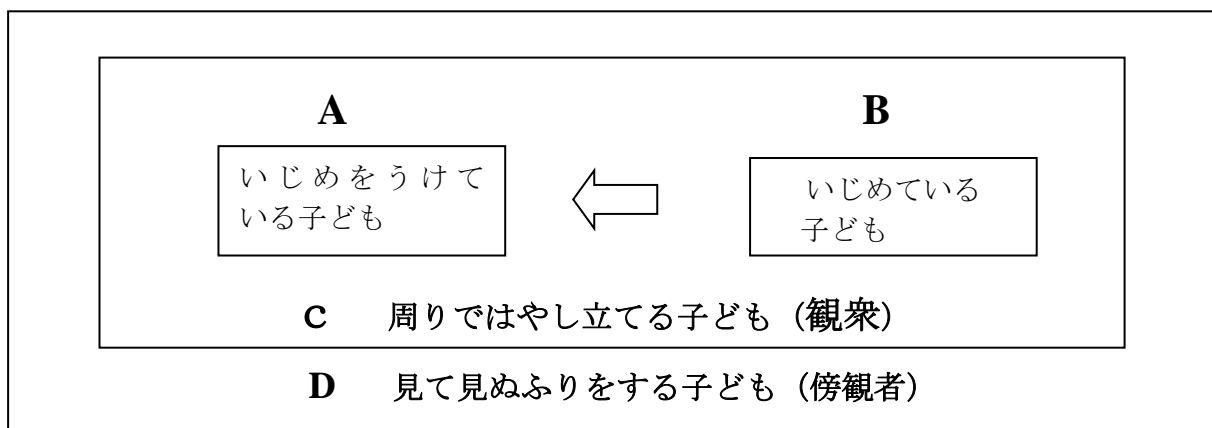 A
B
いじめをうけて
いる子ども
いじめている
子ども
C 周りではやし立てる子ども（観衆）
D 見て見ぬふりをする子ども（傍観者）